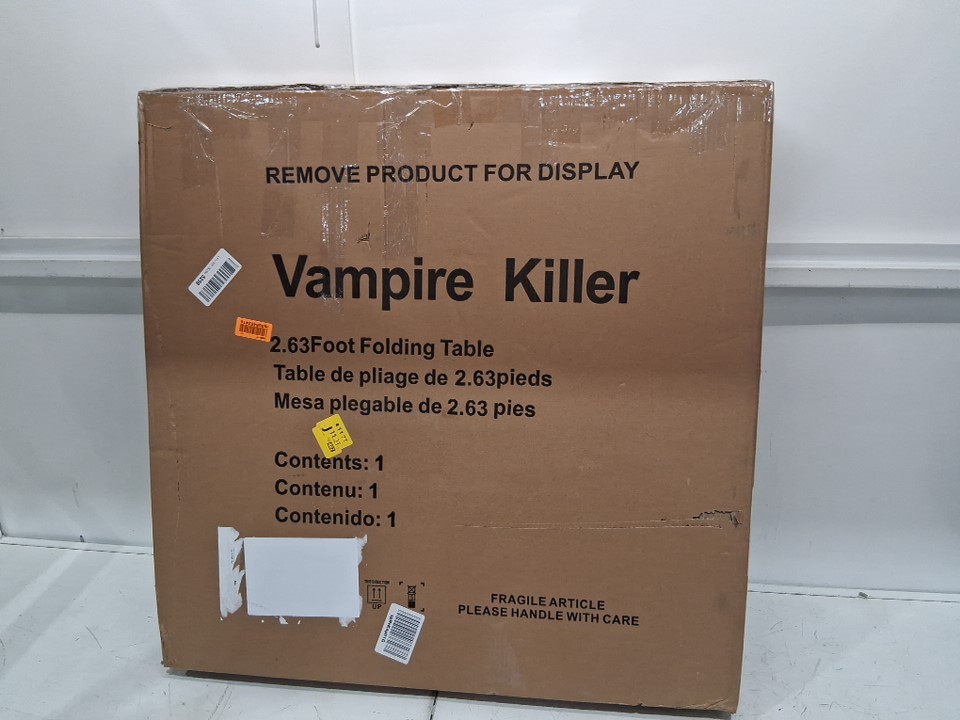 REMOVE PRODUCT FOR DISPLAY
Vampire Killer
2.63Foot Folding Table
Table de pliage de 2.63pieds
Mesa plegable de 2.63 pies
Contents: 1
Contenu: 1
Contenido: 1
UP
FRAGILE ARTICLE
PLEASE HANDLE WITH CARE